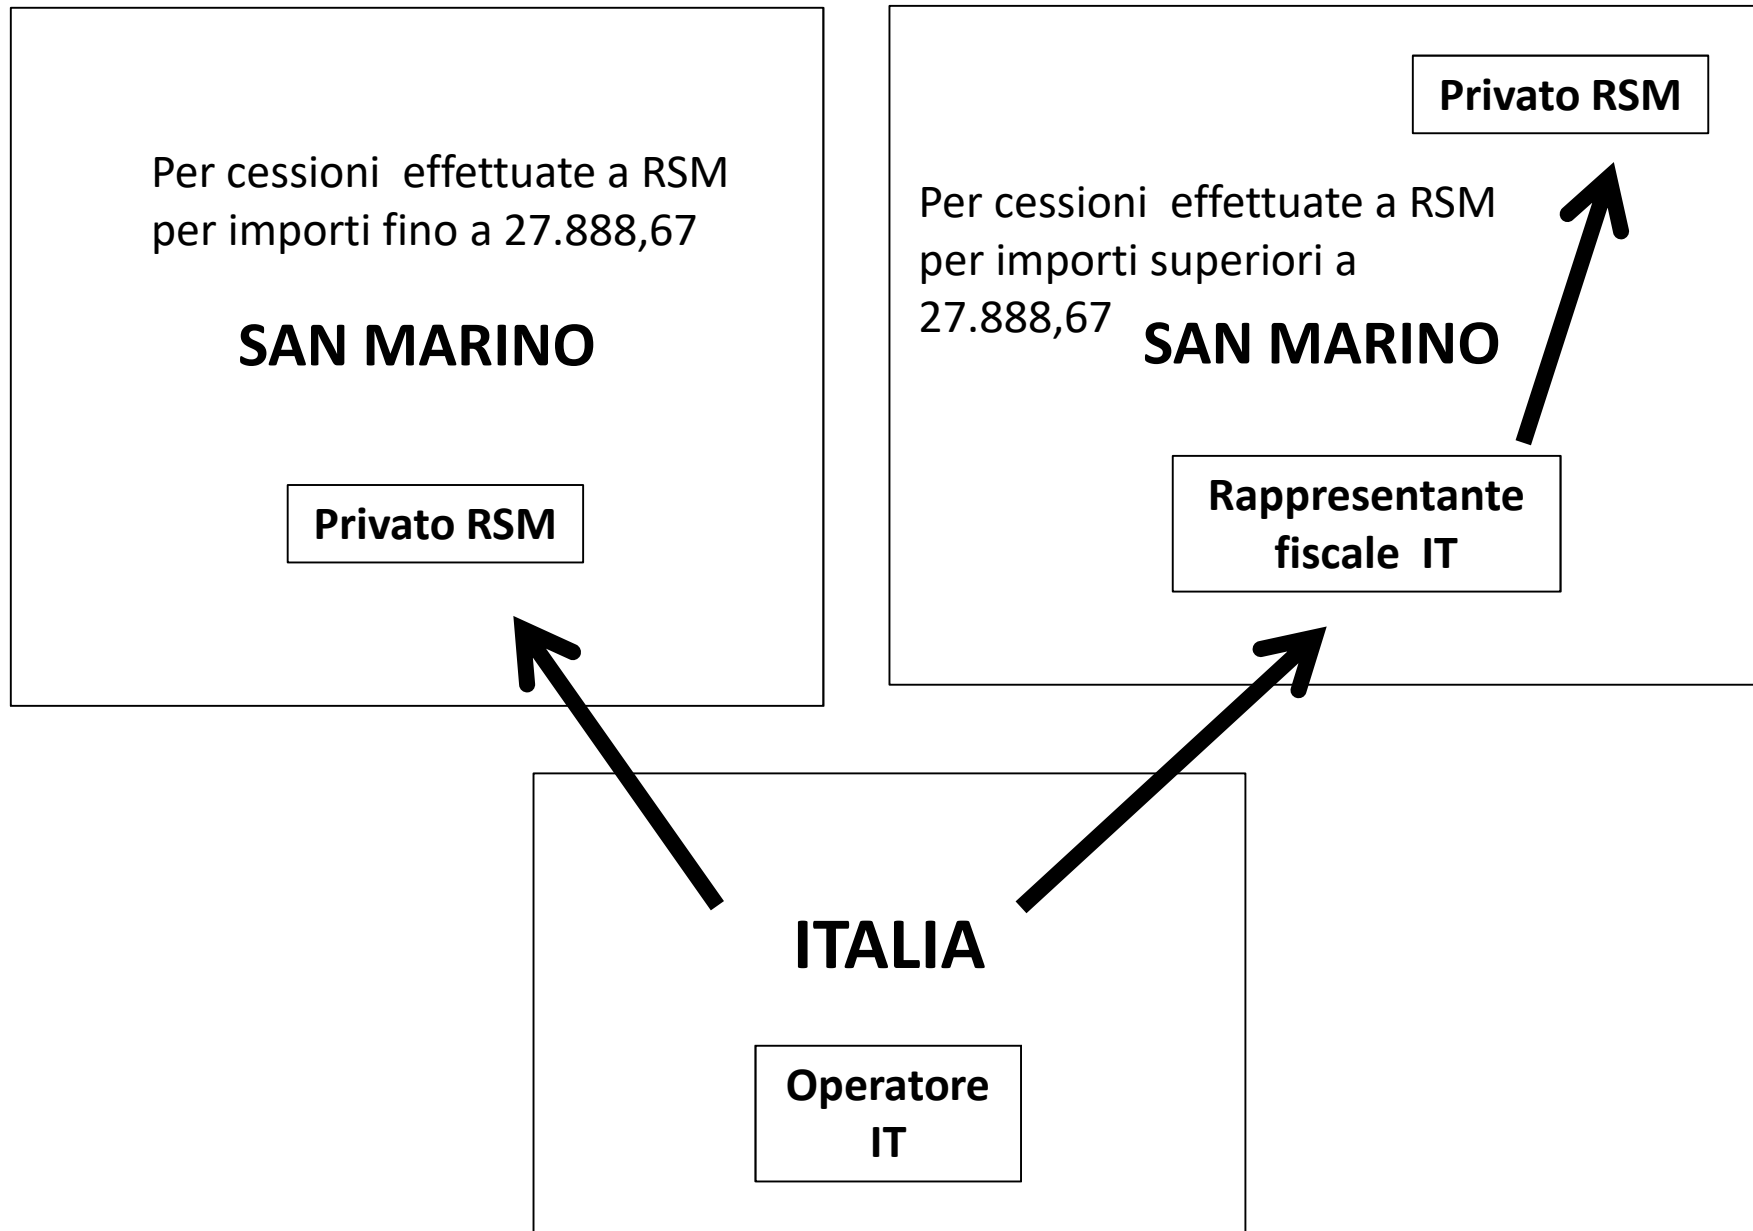 Per cessioni effettuate a RSM
per importi fino a 27.888,67
SAN MARINO
Privato RSM
Privato RSM
Per cessioni effettuate a RSM
per importi superiori a
27.888,67
SAN MARINO
Rappresentante
fiscale IT
ITALIA
Operatore
IT